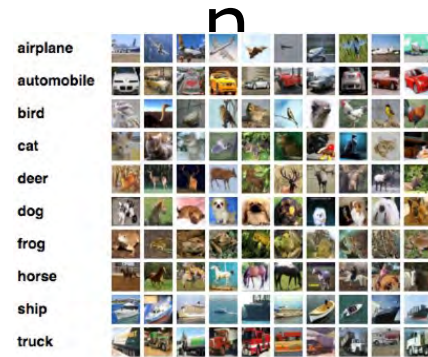 n
airplane
automobile
bird
cat
deer
dog
frog
horse
ship
truck